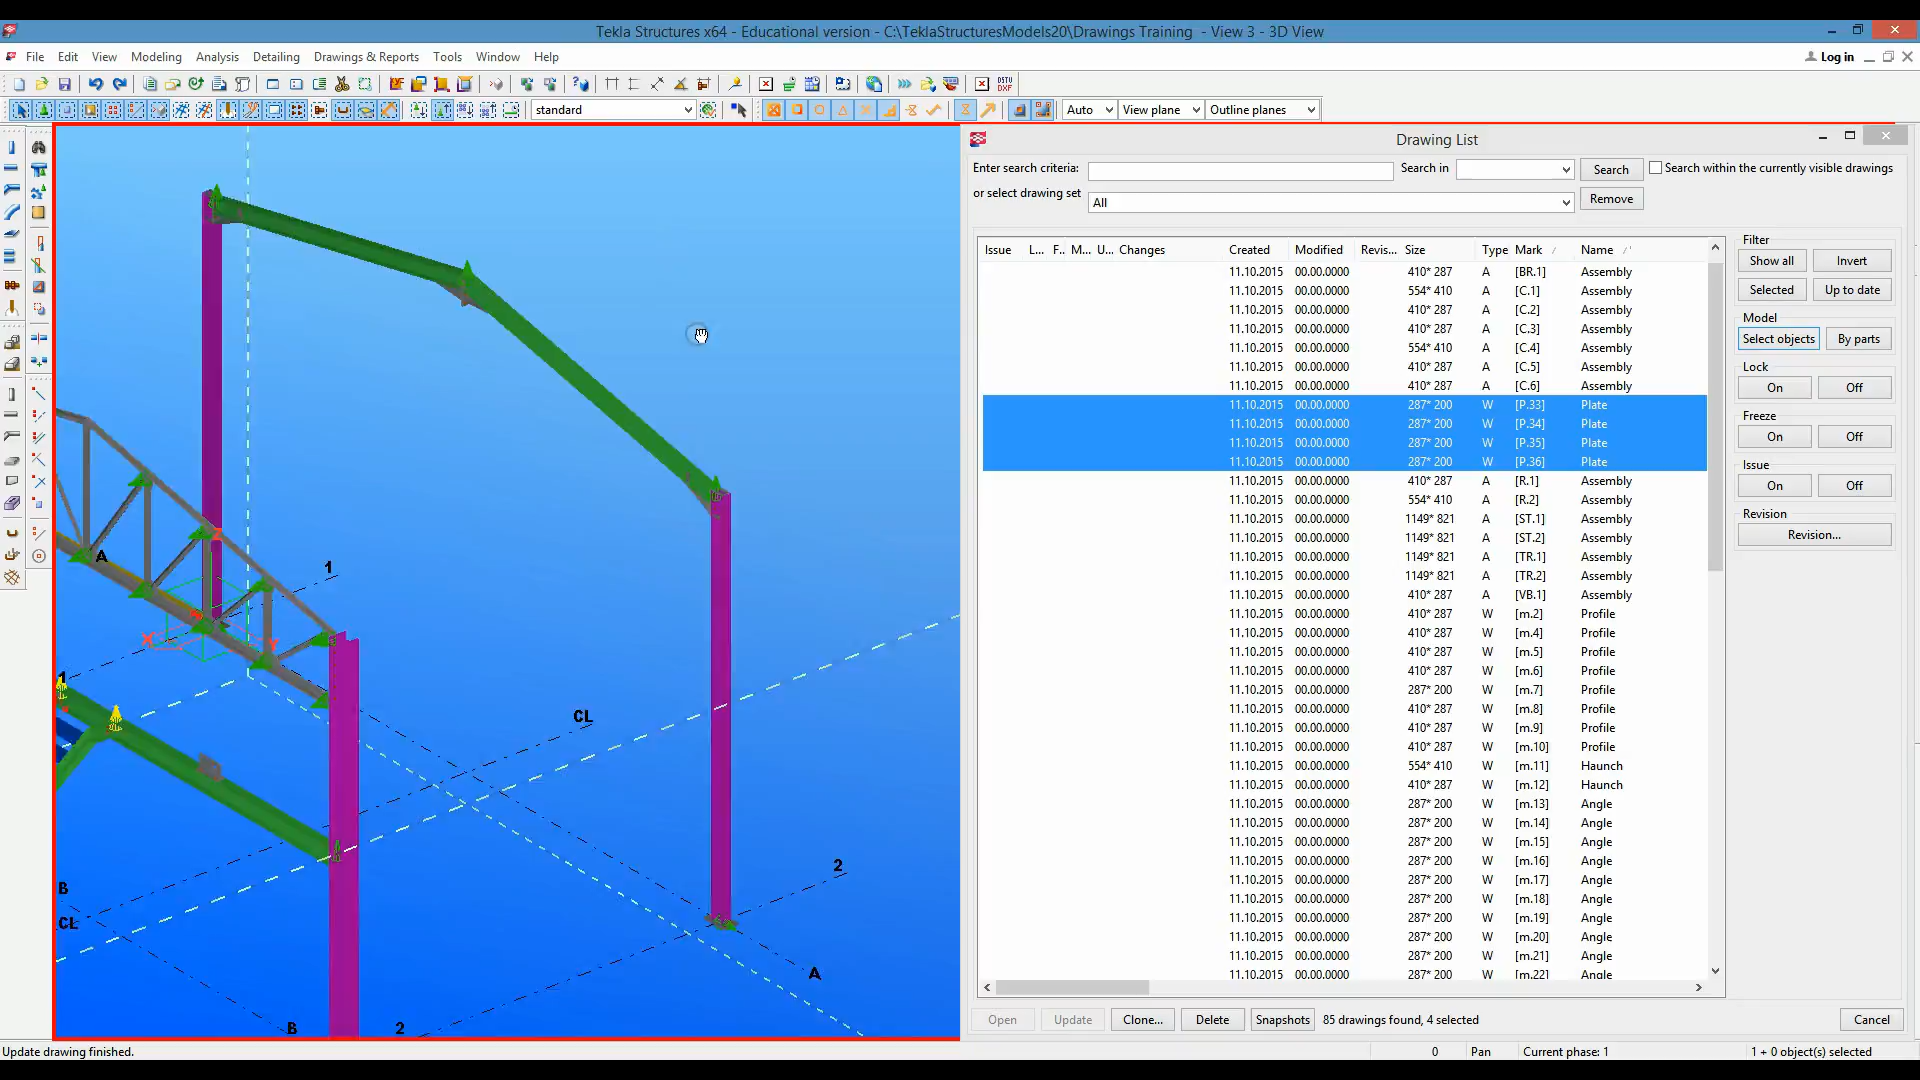 Tekla Structures x64 - Educational version - C:\TeklaStructuresModels20\Drawings Training - View 3 - 3D View
File Edit View Modeling Analysis Detailing Drawings & Reports Tools Window Help
Log in
DSTU DXF
standard Auto View plane Outline planes
Drawing List
Enter search criteria: Search in Search Search within the currently visible drawings
or select drawing set All Remove
Issue L... F.. M... U... Changes Created Modified Revis... Size Type Mark Name
11.10.2015 00.00.0000 410* 287 A [BR.1] Assembly
11.10.2015 00.00.0000 554* 410 A [C.1] Assembly
11.10.2015 00.00.0000 410* 287 A [C.2] Assembly
11.10.2015 00.00.0000 410* 287 A [C.3] Assembly
11.10.2015 00.00.0000 554* 410 A [C.4] Assembly
11.10.2015 00.00.0000 410* 287 A [C.5] Assembly
11.10.2015 00.00.0000 410* 287 A [C.6] Assembly
11.10.2015 00.00.0000 287* 200 W [P.33] Plate
11.10.2015 00.00.0000 287* 200 W [P.34] Plate
11.10.2015 00.00.0000 287* 200 W [P.35] Plate
11.10.2015 00.00.0000 287* 200 W [P.36] Plate
11.10.2015 00.00.0000 410* 287 A [R.1] Assembly
11.10.2015 00.00.0000 554* 410 A [R.2] Assembly
11.10.2015 00.00.0000 1149* 821 A [ST.1] Assembly
11.10.2015 00.00.0000 1149* 821 A [ST.2] Assembly
11.10.2015 00.00.0000 1149* 821 A [TR.1] Assembly
11.10.2015 00.00.0000 1149* 821 A [TR.2] Assembly
11.10.2015 00.00.0000 410* 287 A [VB.1] Assembly
11.10.2015 00.00.0000 410* 287 W [m.2] Profile
11.10.2015 00.00.0000 410* 287 W [m.4] Profile
11.10.2015 00.00.0000 410* 287 W [m.5] Profile
11.10.2015 00.00.0000 410* 287 W [m.6] Profile
11.10.2015 00.00.0000 287* 200 W [m.7] Profile
11.10.2015 00.00.0000 410* 287 W [m.8] Profile
11.10.2015 00.00.0000 410* 287 W [m.9] Profile
11.10.2015 00.00.0000 410* 287 W [m.10] Profile
11.10.2015 00.00.0000 554* 410 W [m.11] Haunch
11.10.2015 00.00.0000 410* 287 W [m.12] Haunch
11.10.2015 00.00.0000 287* 200 W [m.13] Angle
11.10.2015 00.00.0000 287* 200 W [m.14] Angle
11.10.2015 00.00.0000 287* 200 W [m.15] Angle
11.10.2015 00.00.0000 287* 200 W [m.16] Angle
11.10.2015 00.00.0000 287* 200 W [m.17] Angle
11.10.2015 00.00.0000 287* 200 W [m.18] Angle
11.10.2015 00.00.0000 287* 200 W [m.19] Angle
11.10.2015 00.00.0000 287* 200 W [m.20] Angle
11.10.2015 00.00.0000 287* 200 W [m.21] Angle
11.10.2015 00.00.0000 287* 200 W [m.22] Angle
Filter
Show all Invert
Selected Up to date
Model
Select objects By parts
Lock
On Off
Freeze
On Off
Issue
On Off
Revision
Revision...
Z
A
1
X
Y
1
CL
2
B
CL
A
B
2
Open Update Clone... Delete Snapshots 85 drawings found, 4 selected Cancel
Update drawing finished. 0 Pan Current phase: 1 1 + 0 object(s) selected